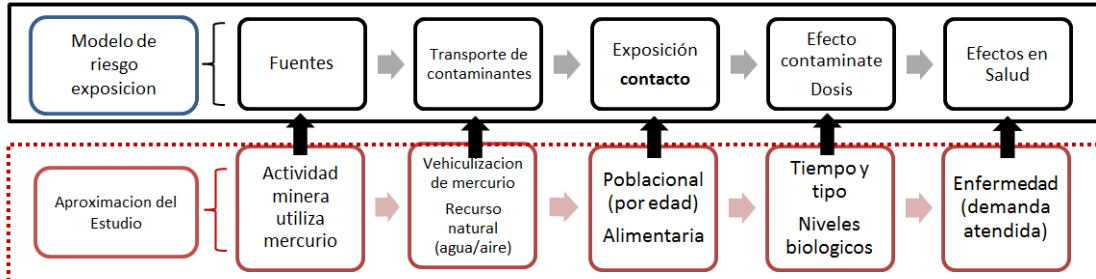 Modelo de
riesgo
exposicion
Fuentes
Transporte de
contaminantes
Exposición
contacto
Efecto
contaminate
Dosis
Efectos en
Salud
Aproximacion del
Estudio
Actividad
minera
utiliza
mercurio
Vehiculizacion
de mercurio
Recurso
natural
(agua/aire)
Poblacional
(por edad)
Alimentaria
Tiempo y
tipo
Niveles
biologicos
Enfermedad
(demanda
atendida)